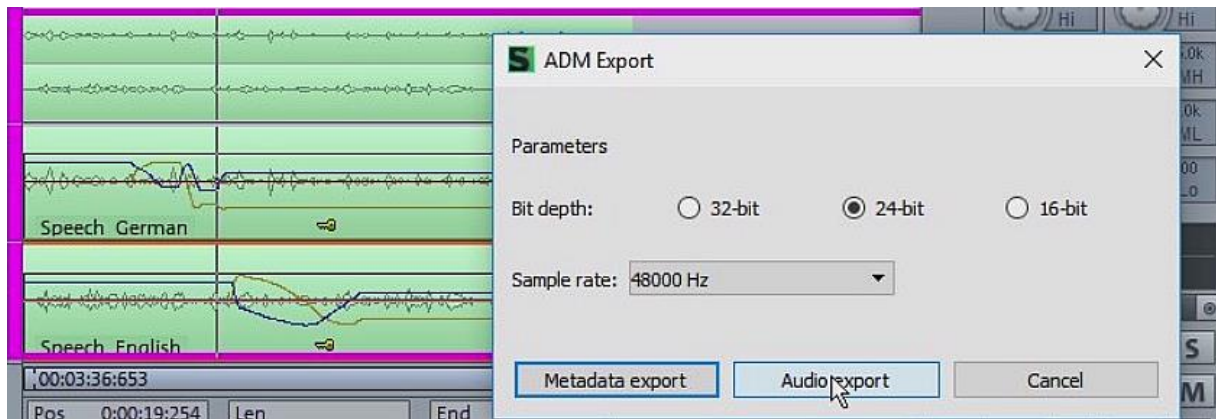 Hi Hi
S ADM Export
Parameters
Bit depth: 32-bit 24-bit 16-bit
Sample rate: 48000 Hz
Metadata export Audio export Cancel
Speech German
Speech English
00:03:36:653
Pos 0:00:19:254 Len End
S
M